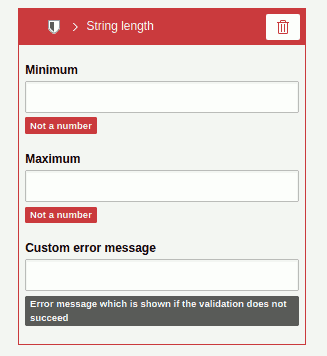 String length
Minimum
Not a number
Maximum
Not a number
Custom error message
Error message which is shown if the validation does not
succeed